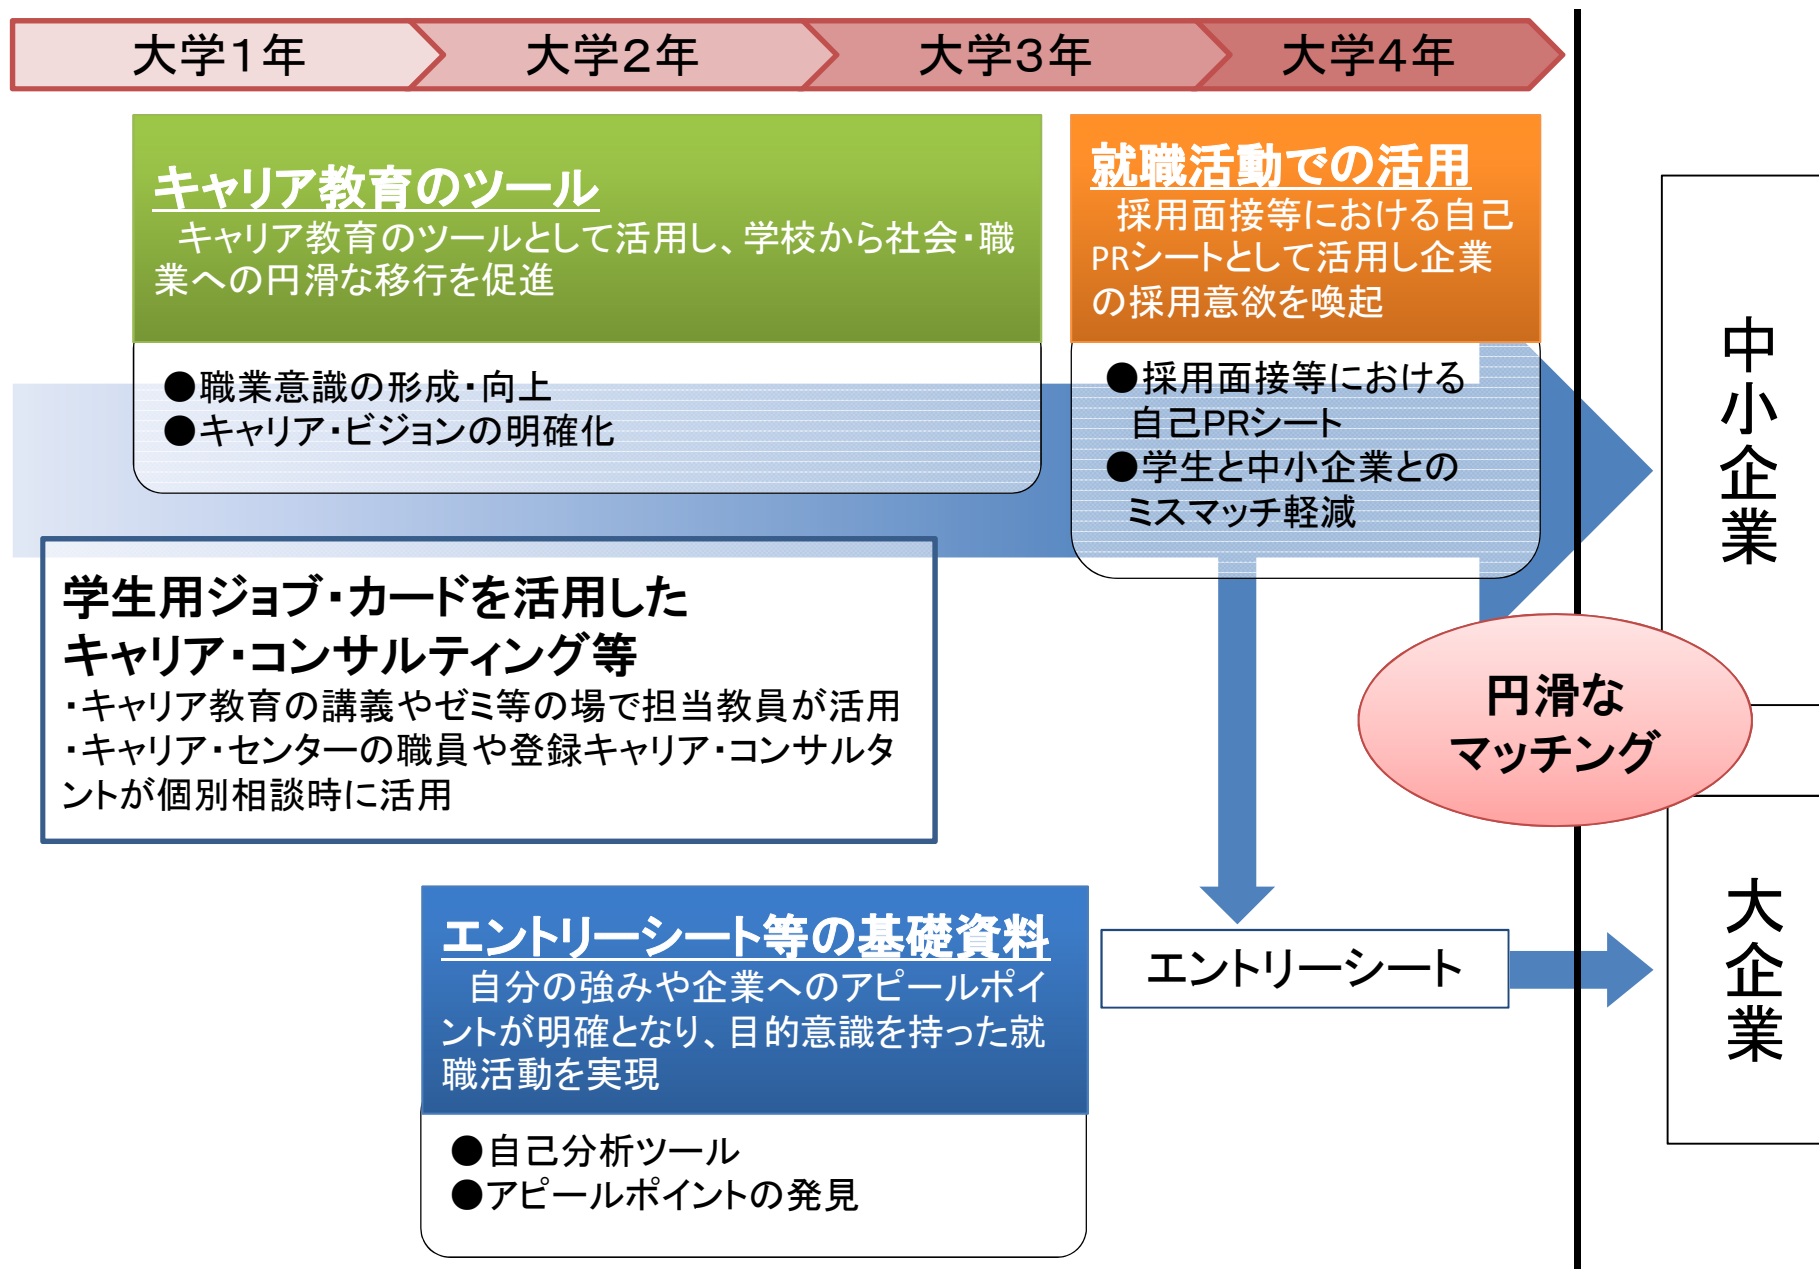 大学１年
大学２年
大学３年
大学４年
キャリア教育のツール
キャリア教育のツールとして活用し、学校から社会・職
業への円滑な移行を促進
●職業意識の形成・向上
●キャリア・ビジョンの明確化
就職活動での活用
採用面接等における自己
PRシートとして活用し企業
の採用意欲を喚起
●採用面接等における
自己PRシート
●学生と中小企業との
ミスマッチ軽減
中小企業
学生用ジョブ・カードを活用した
キャリア・コンサルティング等
・キャリア教育の講義やゼミ等の場で担当教員が活用
・キャリア・センターの職員や登録キャリア・コンサルタ
ントが個別相談時に活用
円滑な
マッチング
エントリーシート等の基礎資料
自分の強みや企業へのアピールポイ
ントが明確となり、目的意識を持った就
職活動を実現
●自己分析ツール
●アピールポイントの発見
エントリーシート
大企業